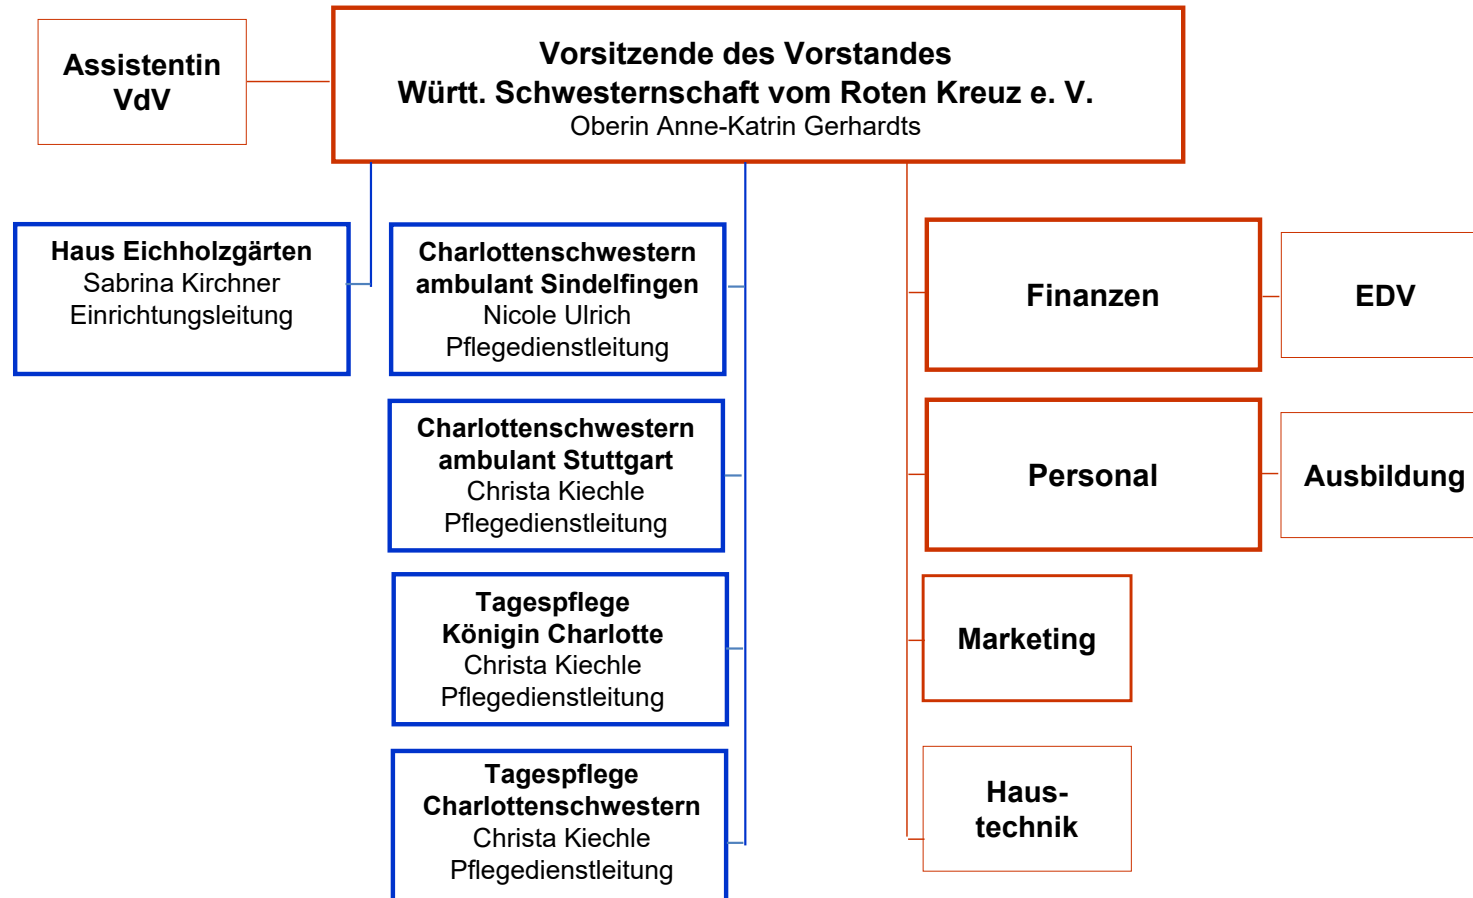 Assistentin
VdV
Vorsitzende des Vorstandes
Württ. Schwesternschaft vom Roten Kreuz e. V.
Oberin Anne-Katrin Gerhardts
Haus Eichholzgärten
Sabrina Kirchner
Einrichtungsleitung
Charlottenschwestern
ambulant Sindelfingen
Nicole Ulrich
Pflegedienstleitung
Charlottenschwestern
ambulant Stuttgart
Christa Kiechle
Pflegedienstleitung
Tagespflege
Königin Charlotte
Christa Kiechle
Pflegedienstleitung
Tagespflege
Charlottenschwestern
Christa Kiechle
Pflegedienstleitung
Finanzen
EDV
Personal
Ausbildung
Marketing
Haus-
technik